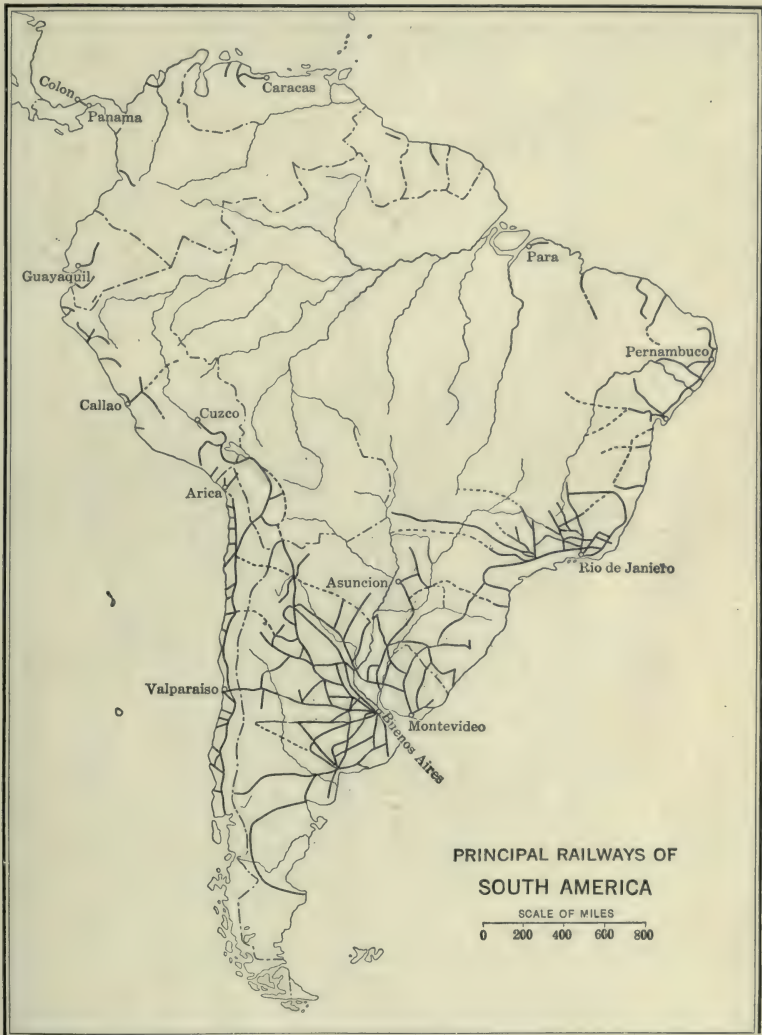 Colon
Panama
Caracas
Guayaquil
Para
Pernambuco
Callao
Cuzco
Arica
Asuncion
Rio de Janiero
Valparaiso
Buenos Aires
Montevideo
PRINCIPAL RAILWAYS OF
SOUTH AMERICA
SCALE OF MILES
0 200 400 600 800